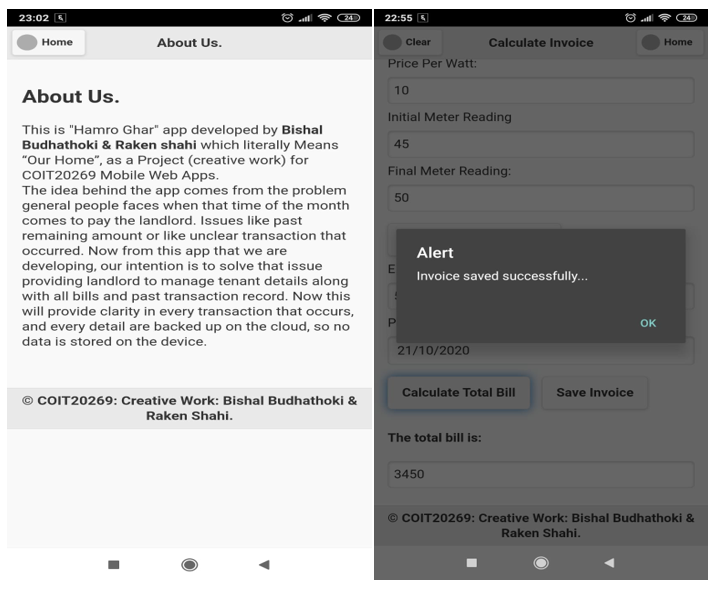 23:02
24
Home
About Us.
About Us.
This is "Hamro Ghar" app developed by Bishal
Budhathoki & Raken shahi which literally Means
“Our Home”, as a Project (creative work) for
COIT20269 Mobile Web Apps.
The idea behind the app comes from the problem
general people faces when that time of the month
comes to pay the landlord. Issues like past
remaining amount or like unclear transaction that
occurred. Now from this app that we are
developing, our intention is to solve that issue
providing landlord to manage tenant details along
with all bills and past transaction record. Now this
will provide clarity in every transaction that occurs,
and every detail are backed up on the cloud, so no
data is stored on the device.
© COIT20269: Creative Work: Bishal Budhathoki &
Raken Shahi.
22:55
24
Clear
Calculate Invoice
Home
Price Per Watt:
10
Initial Meter Reading
45
Final Meter Reading:
50
Alert
Invoice saved successfully...
OK
21/10/2020
Calculate Total Bill
Save Invoice
The total bill is:
3450
© COIT20269: Creative Work: Bishal Budhathoki &
Raken Shahi.